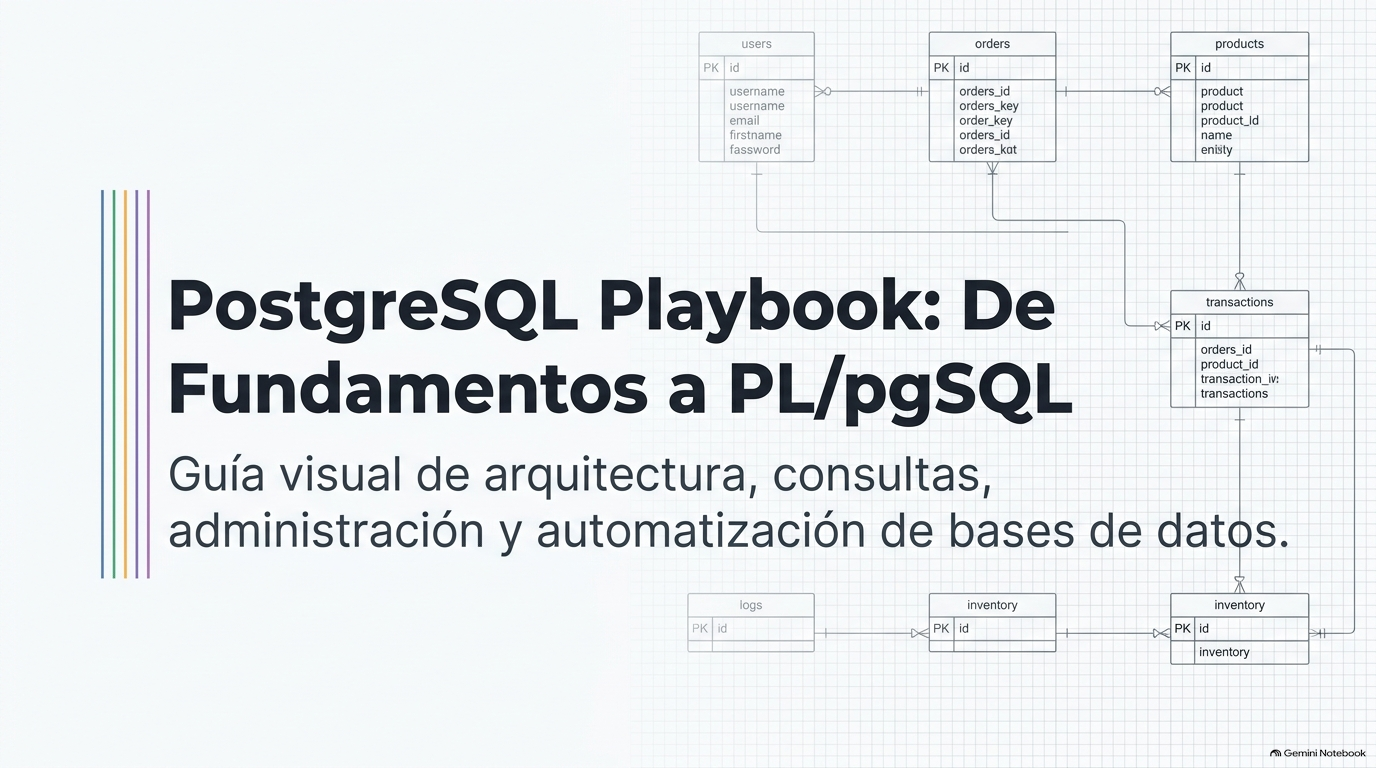 users
PK id
username
username
email
firstname
fassword
orders
PK id
orders_id
orders_key
order_key
orders_id
orders_kat
products
PK id
product
product
product_Id
name
PostgreSQL Playbook: De
Fundamentos a PL/pgSQL
Guía visual de arquitectura, consultas,
administración y automatización de bases de datos.
transactions
PK id
orders_id
product_id
transactions
logs
PK id
inventory
PK id
inventory
PK id
inventory
Gemini Notebook